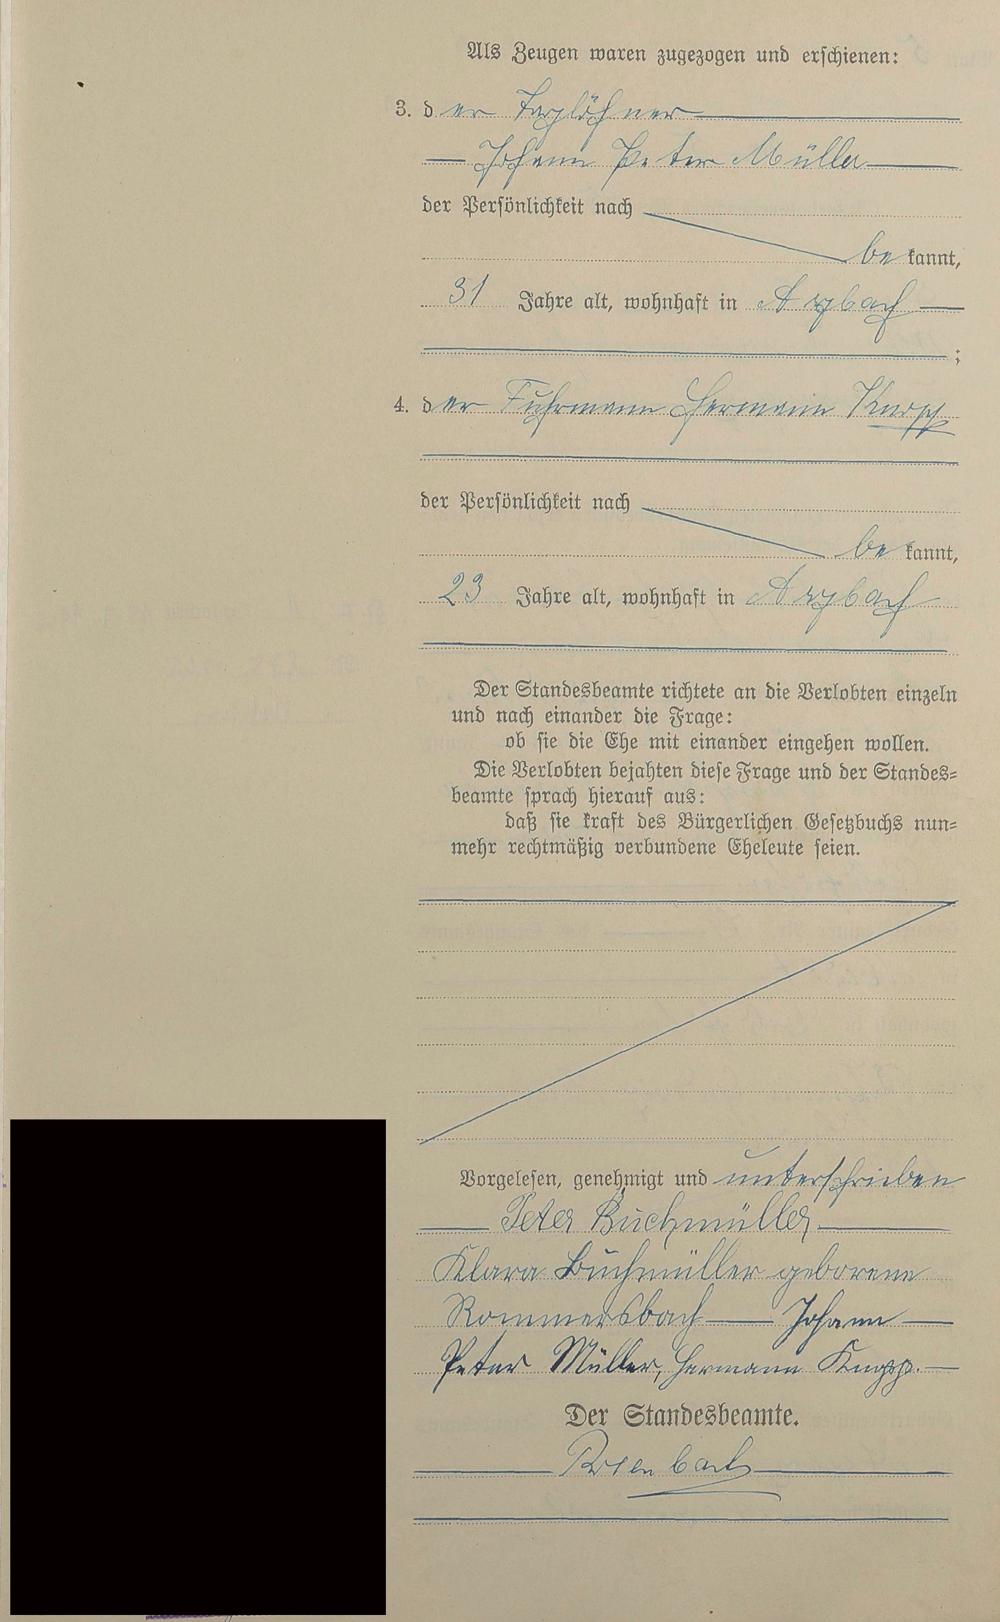 Als Zeugen waren zugezogen und erschienen:
3. der Taglöhner
Johann Peter Müller
der Persönlichkeit nach
bekannt,
31 Jahre alt, wohnhaft in Arzbach
;
4. der Fuhrmann Hermann Knopp
der Persönlichkeit nach
bekannt,
23 Jahre alt, wohnhaft in Arzbach
Der Standesbeamte richtete an die Verlobten einzeln
und nach einander die Frage:
ob sie die Ehe mit einander eingehen wollen.
Die Verlobten bejahten diese Frage und der Standes=
beamte sprach hierauf aus:
daß sie kraft des Bürgerlichen Gesetzbuchs nun=
mehr rechtmäßig verbundene Eheleute seien.
Vorgelesen, genehmigt und unterschrieben
Peter Buchmüller
Klara Buchmüller geborene
Rommersbach Johann
Peter Müller, Hermann Knopp.
Der Standesbeamte.